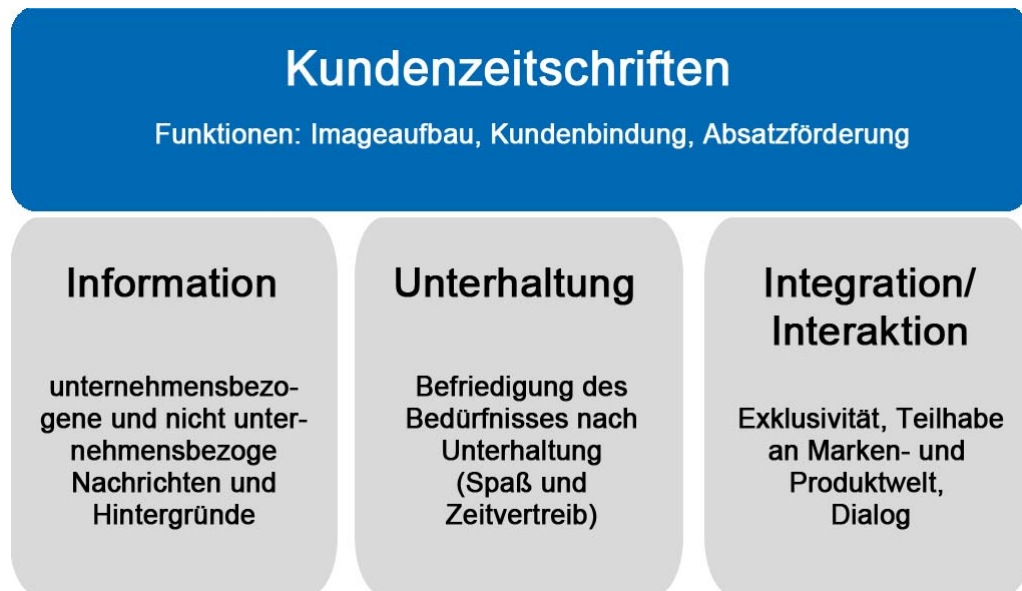 Kundenzeitschriften
Funktionen: Imageaufbau, Kundenbindung, Absatzförderung
Information
unternehmensbezo-
gene und nicht unter-
nehmensbezoge
Nachrichten und
Hintergründe
Unterhaltung
Befriedigung des
Bedürfnisses nach
Unterhaltung
(Spaß und
Zeitvertreib)
Integration/
Interaktion
Exklusivität, Teilhabe
an Marken- und
Produktwelt,
Dialog